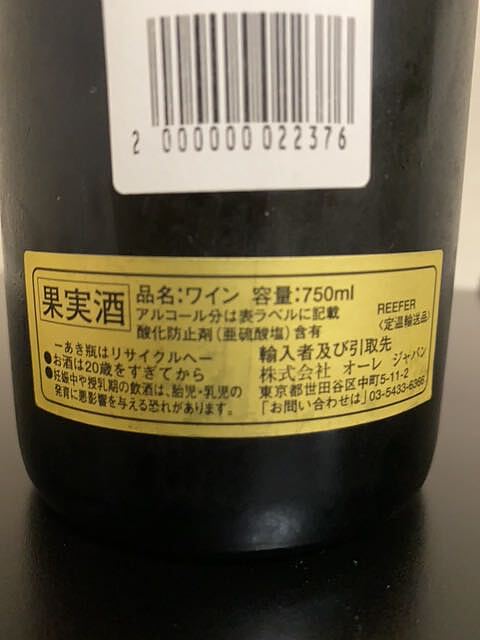 2 000000 022376
果実酒
品名:ワイン 容量:750ml
アルコール分は表ラベルに記載
酸化防止剤(亜硫酸塩)含有
REEFER
〈定温輸送品〉
ーあき瓶はリサイクルへー
●お酒は20歳をすぎてから
●妊娠中や授乳期の飲酒は、胎児・乳児の
発育に悪影響を与える恐れがあります。
輸入者及び引取先
株式会社 オーレ ジャパン
東京都世田谷区中町5-11-2
「お問い合わせは」03-5433-6366